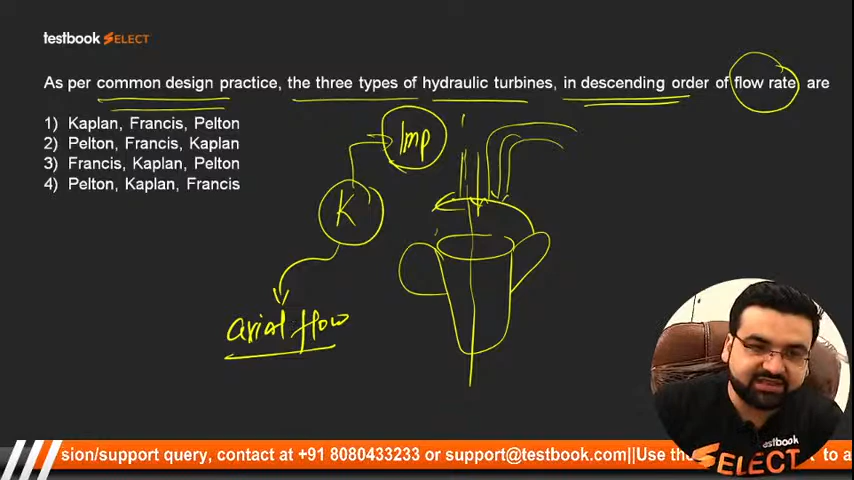 testbook SELECT
As per common design practice, the three types of hydraulic turbines, in descending order of flow rate are
1) Kaplan, Francis, Pelton
2) Pelton, Francis, Kaplan
3) Francis, Kaplan, Pelton
4) Pelton, Kaplan, Francis
Imp
K
axial flow
testbook
SELECT
sion/support query, contact at +91 8080433233 or support@testbook.com||Use the to a